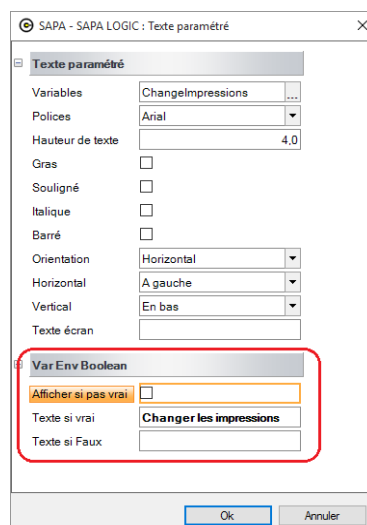 SAPA - SAPA LOGIC : Texte paramétré
Texte paramétré
Variables ChangeImpressions ...
Polices Arial
Hauteur de texte 4,0
Gras
Souligné
Italique
Barré
Orientation Horizontal
Horizontal A gauche
Vertical En bas
Texte écran
Var Env Boolean
Afficher si pas vrai
Texte si vrai Changer les impressions
Texte si Faux
Ok Annuler